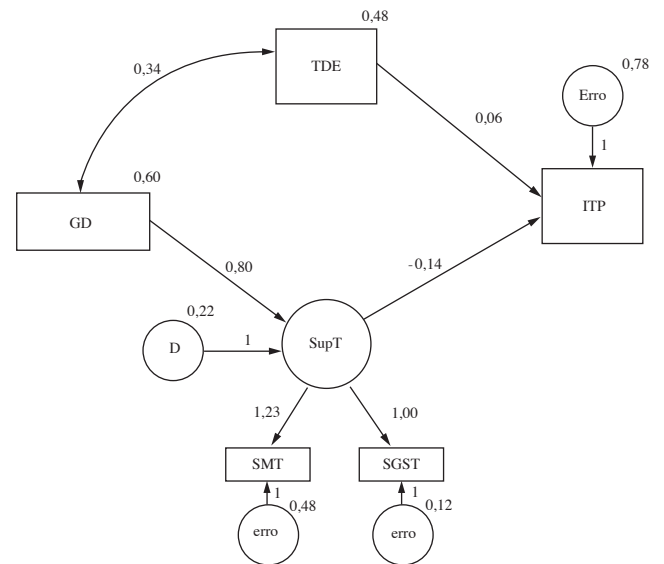 0,48
TDE
0,34
0,78
Erro
0,06
1
0,60
GD
ITP
0,80
-0,14
0,22
D
1
SupT
1,23
1,00
SMT
SGST
1
0,48
1
0,12
erro
erro